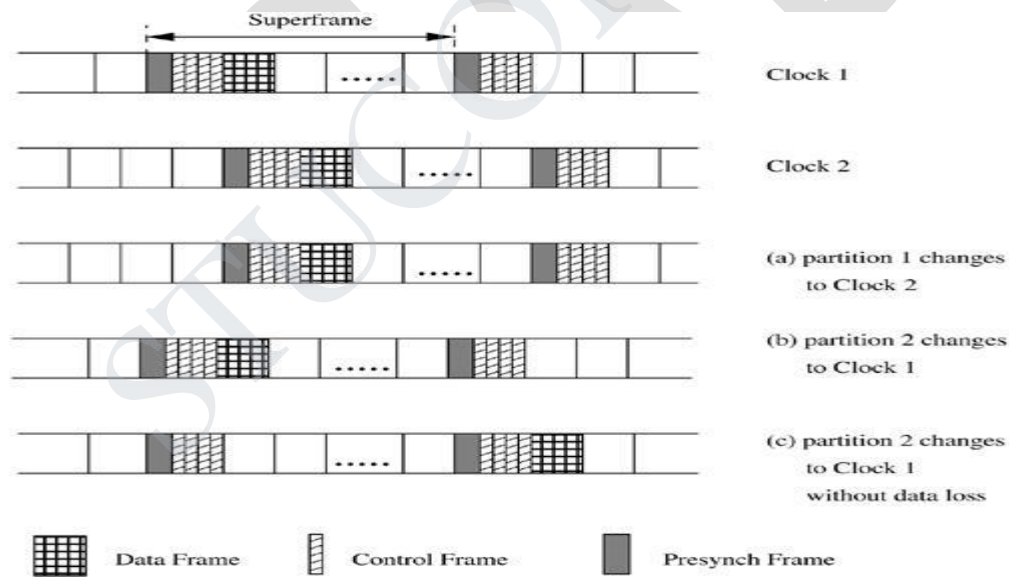 Superframe
Clock 1
Clock 2
(a) partition 1 changes
to Clock 2
(b) partition 2 changes
to Clock 1
(c) partition 2 changes
to Clock 1
without data loss
Data Frame
Control Frame
Presynch Frame
STUCOR